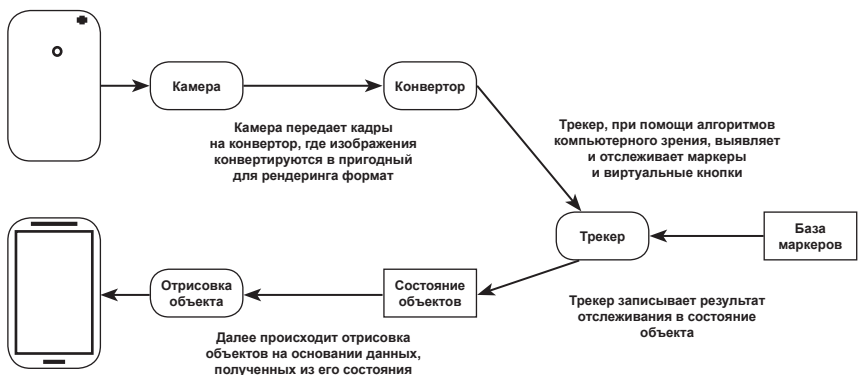 Камера
Конвертор
Камера передает кадры
на конвертор, где изображения
конвертируются в пригодный
для рендеринга формат
Трекер, при помощи алгоритмов
компьютерного зрения, выявляет
и отслеживает маркеры
и виртуальные кнопки
Трекер
База
маркеров
Отрисовка
объекта
Состояние
объектов
Трекер записывает результат
отслеживания в состояние
объекта
Далее происходит отрисовка
объектов на основании данных,
полученных из его состояния